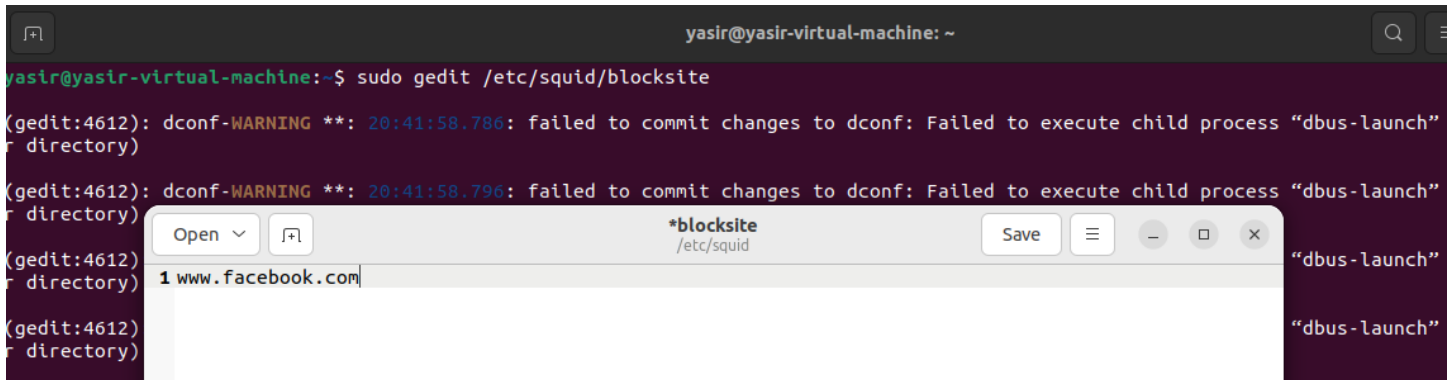 yasir@yasir-virtual-machine: ~
yasir@yasir-virtual-machine:~$ sudo gedit /etc/squid/blocksite
(gedit:4612): dconf-WARNING **: 20:41:58.786: failed to commit changes to dconf: Failed to execute child process “dbus-launch”
r directory)
(gedit:4612): dconf-WARNING **: 20:41:58.796: failed to commit changes to dconf: Failed to execute child process “dbus-launch”
r directory)
Open *blocksite Save
/etc/squid
(gedit:4612) “dbus-launch”
r directory)
1 www.facebook.com
(gedit:4612) “dbus-launch”
r directory)